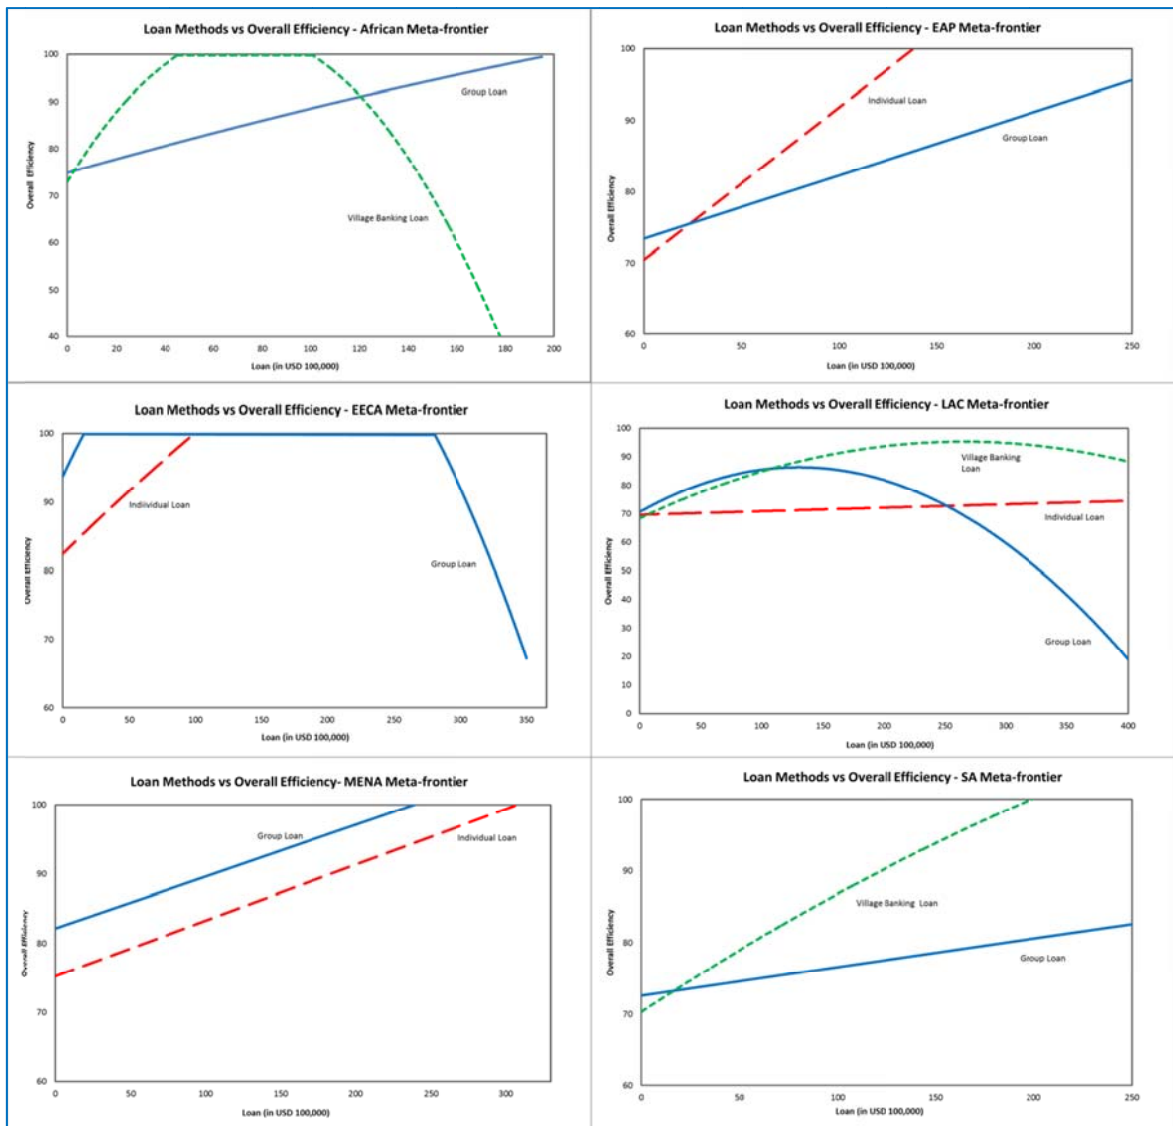 Loan Methods vs Overall Efficiency - African Meta-frontier
100
90
80
70
60
50
40
Overall Efficiency
Group Loan
Village Banking Loan
0 20 40 60 80 100 120 140 160 180 200
Loan (in USD 100,000)
Loan Methods vs Overall Efficiency - EAP Meta-frontier
100
90
80
70
60
Overall Efficiency
Individual Loan
Group Loan
0 50 100 150 200 250
Loan (in USD 100,000)
Loan Methods vs Overall Efficiency - EECA Meta-frontier
100
90
80
70
60
Overall Efficiency
Indiividual Loan
Group Loan
0 50 100 150 200 250 300 350
Loan (in USD 100,000)
Loan Methods vs Overall Efficiency - LAC Meta-frontier
100
90
80
70
60
50
40
30
20
10
0
Overall Efficiency
Village Banking
Loan
Individual Loan
Group Loan
0 50 100 150 200 250 300 350 400
Loan (in USD 100,000)
Loan Methods vs Overall Efficiency- MENA Meta-frontier
100
90
80
70
60
Overall Efficiency
Group Loan
Individual Loan
0 50 100 150 200 250 300
Loan (in USD 100,000)
Loan Methods vs Overall Efficiency - SA Meta-frontier
100
90
80
70
60
Overall Efficiency
Village Banking Loan
Group Loan
0 50 100 150 200 250
Loan (in USD 100,000)